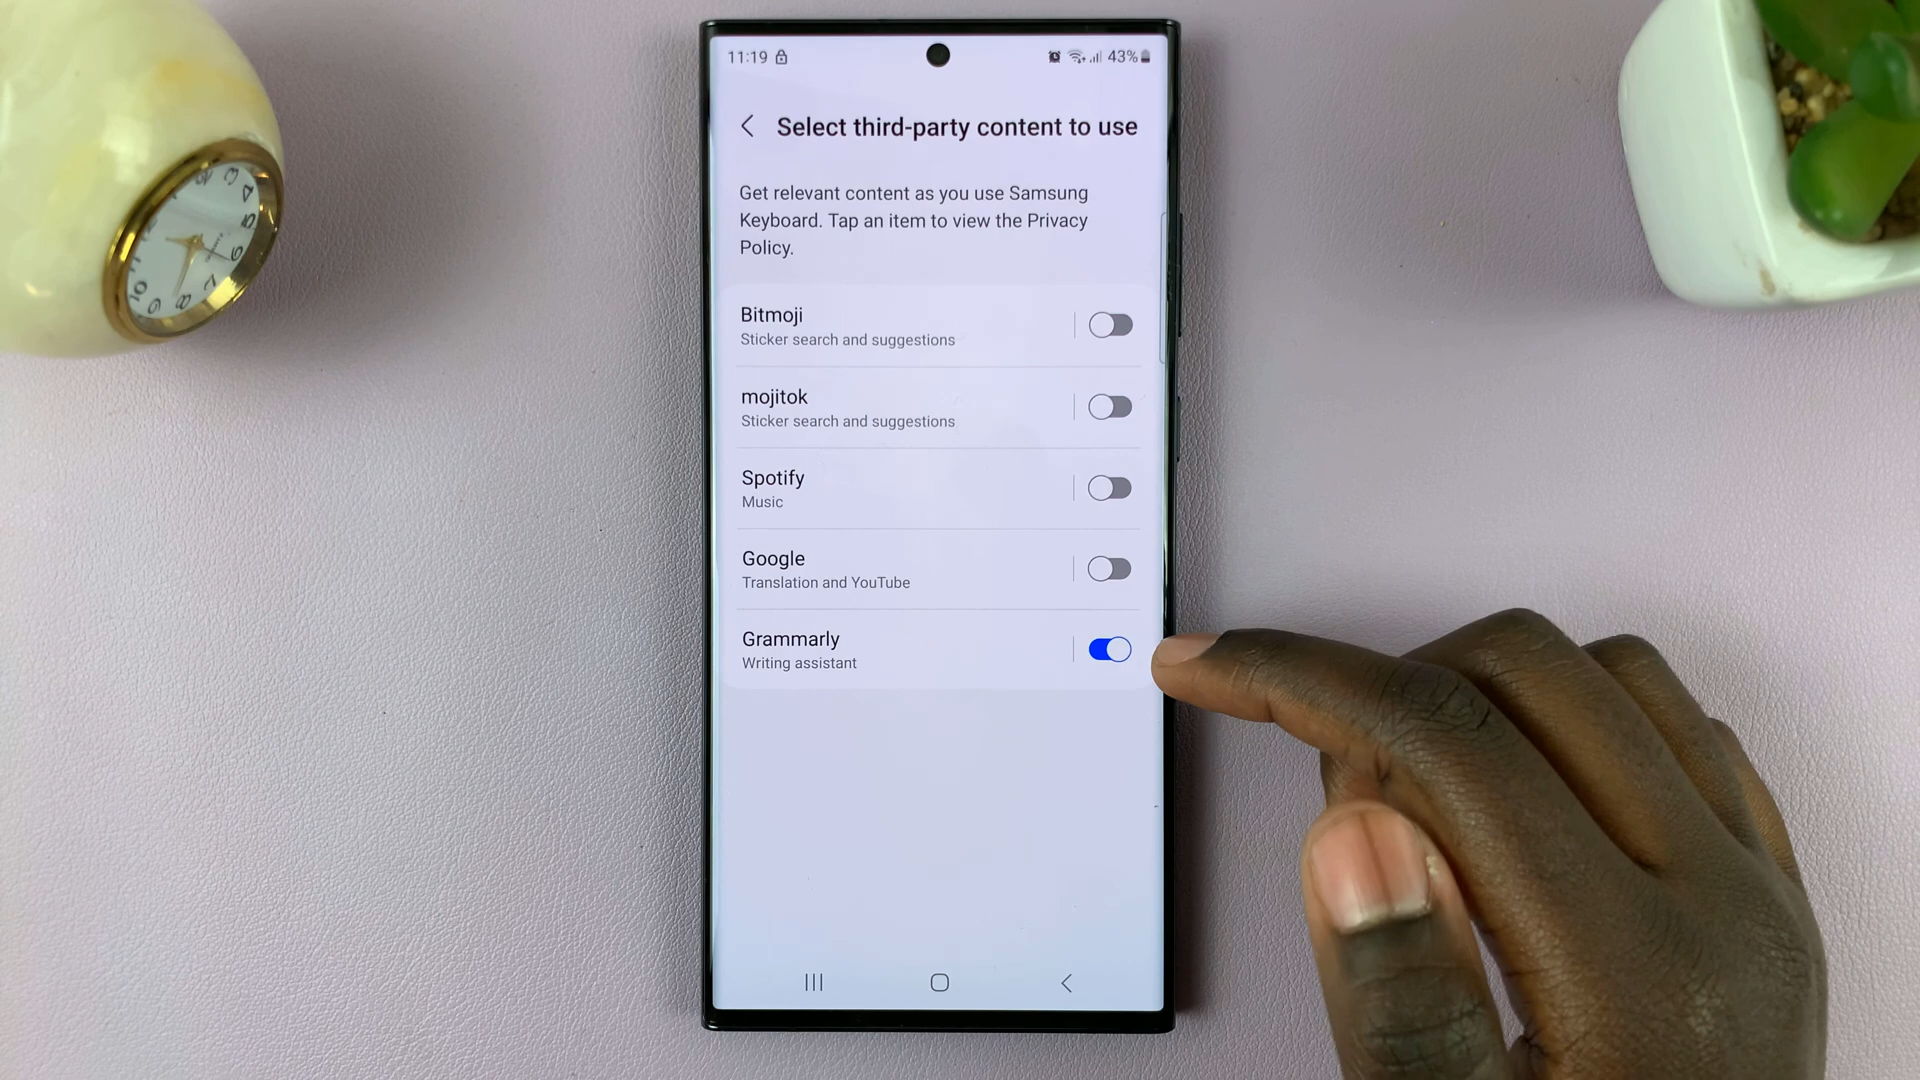 11:19
43%
Select third-party content to use
Get relevant content as you use Samsung
Keyboard. Tap an item to view the Privacy
Policy.
Bitmoji
Sticker search and suggestions
mojitok
Sticker search and suggestions
Spotify
Music
Google
Translation and YouTube
Grammarly
Writing assistant